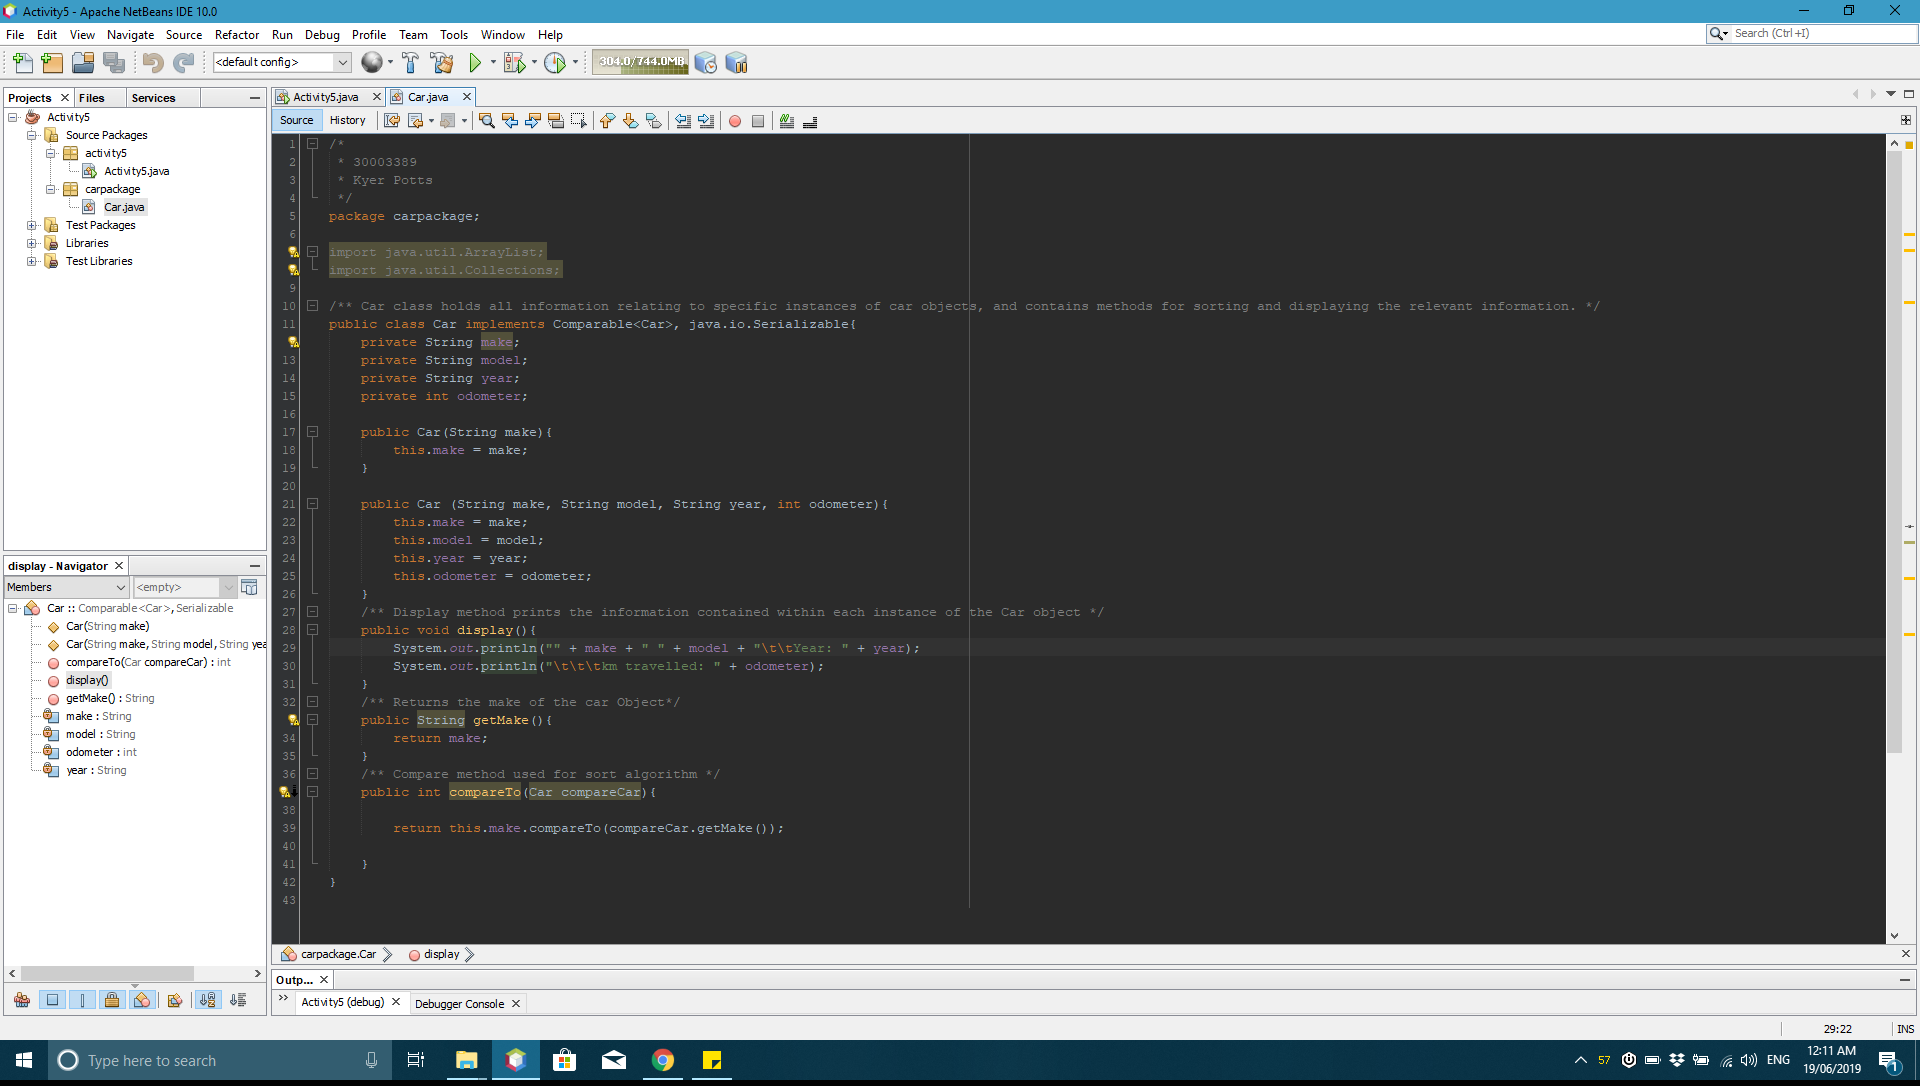 Activity5 - Apache NetBeans IDE 10.0
File Edit View Navigate Source Refactor Run Debug Profile Team Tools Window Help
Search (Ctrl+I)
<default config>
304.0/744.0MB
Projects Files Services
Activity5
Source Packages
activity5
Activity5.java
carpackage
Car.java
Test Packages
Libraries
Test Libraries
display - Navigator
Members <empty>
Car :: Comparable<Car>, Serializable
Car(String make)
Car(String make, String model, String yea
compareTo(Car compareCar) : int
display()
getMake() : String
make : String
model : String
odometer : int
year : String
Activity5.java Car.java
Source History
1 /*
2 * 30003389
3 * Kyer Potts
4 */
5 package carpackage;
6
import java.util.ArrayList;
import java.util.Collections;
9
10 /** Car class holds all information relating to specific instances of car objects, and contains methods for sorting and displaying the relevant information. */
11 public class Car implements Comparable<Car>, java.io.Serializable{
private String make;
13 private String model;
14 private String year;
15 private int odometer;
16
17 public Car(String make){
18 this.make = make;
19 }
20
21 public Car (String make, String model, String year, int odometer){
22 this.make = make;
23 this.model = model;
24 this.year = year;
25 this.odometer = odometer;
26 }
27 /** Display method prints the information contained within each instance of the Car object */
28 public void display(){
29 System.out.println("" + make + " " + model + "\t\tYear: " + year);
30 System.out.println("\t\t\tkm travelled: " + odometer);
31 }
32 /** Returns the make of the car Object*/
public String getMake(){
34 return make;
35 }
36 /** Compare method used for sort algorithm */
public int compareTo(Car compareCar){
38
39 return this.make.compareTo(compareCar.getMake());
40
41 }
42 }
43
carpackage.Car display
Outp...
Activity5 (debug) Debugger Console
29:22 INS
Type here to search
57
ENG
12:11 AM
19/06/2019
1